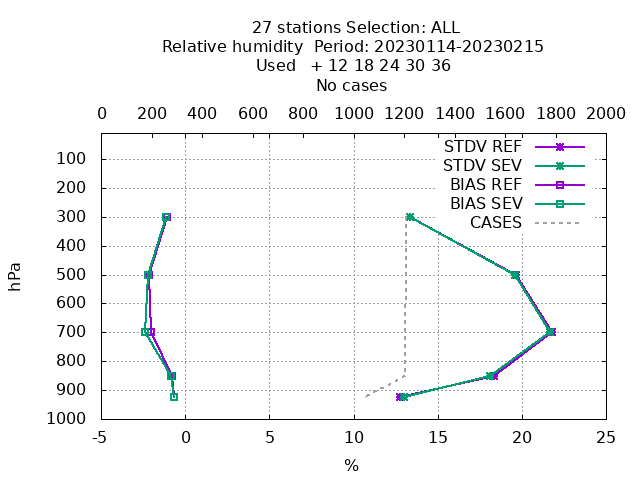 27 stations Selection: ALL
Relative humidity  Period: 20230114-20230215
Used   + 12 18 24 30 36
No cases
0 200 400 600 800 1000 1200 1400 1600 1800 2000
STDV REF
STDV SEV
BIAS REF
BIAS SEV
CASES
100
200
300
400
500
600
700
800
900
1000
hPa
-5 0 5 10 15 20 25
%